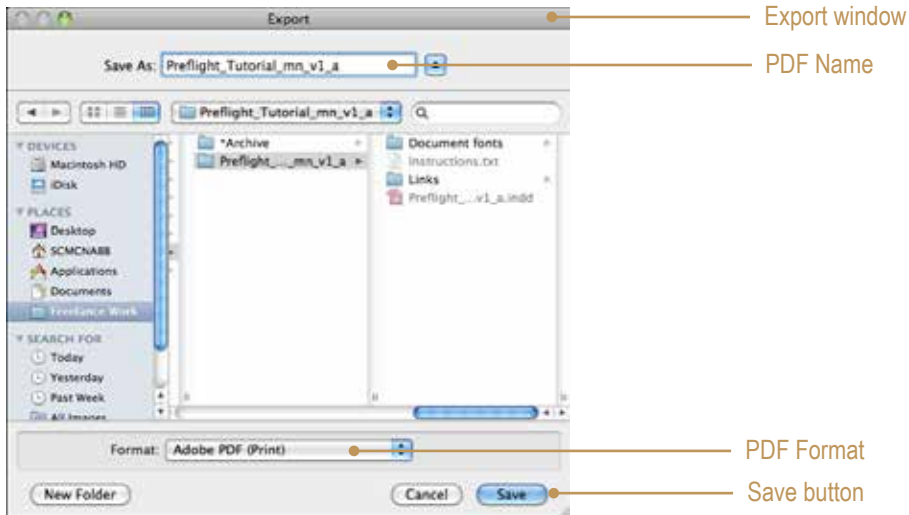 Export
Export window
Save As: Preflight_Tutorial_mn_v1_a
PDF Name
Preflight_Tutorial_mn_v1_a
DEVICES
Macintosh HD
iDisk
PLACES
Desktop
SCMCNABB
Applications
Documents
Freelance Work
SEARCH FOR
Today
Yesterday
Past Week
All Images
*Archive
Preflight_..._mn_v1_a
Document fonts
Instructions.txt
Links
Preflight_...v1_a.indd
Format: Adobe PDF (Print)
PDF Format
New Folder
Cancel
Save
Save button